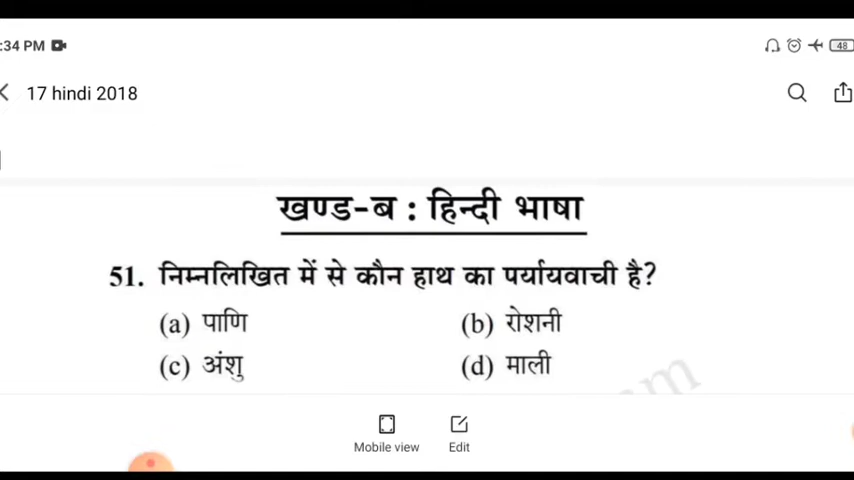 :34 PM
48
17 hindi 2018
खण्ड-ब : हिन्दी भाषा
51. निम्नलिखित में से कौन हाथ का पर्यायवाची है?
(a) पाणि (b) रोशनी
(c) अंशु (d) माली
Mobile view Edit